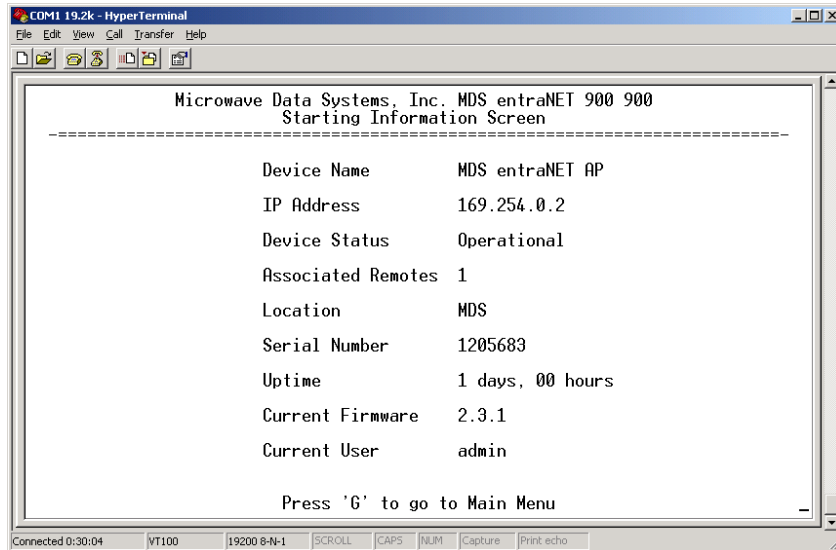 COM1 19.2k - HyperTerminal
File Edit View Call Transfer Help
Microwave Data Systems, Inc. MDS entraNET 900 900
Starting Information Screen
-==========================================================================-
Device Name MDS entraNET AP
IP Address 169.254.0.2
Device Status Operational
Associated Remotes 1
Location MDS
Serial Number 1205683
Uptime 1 days, 00 hours
Current Firmware 2.3.1
Current User admin
Press 'G' to go to Main Menu
Connected 0:30:04 VT100 19200 8-N-1 SCROLL CAPS NUM Capture Print echo